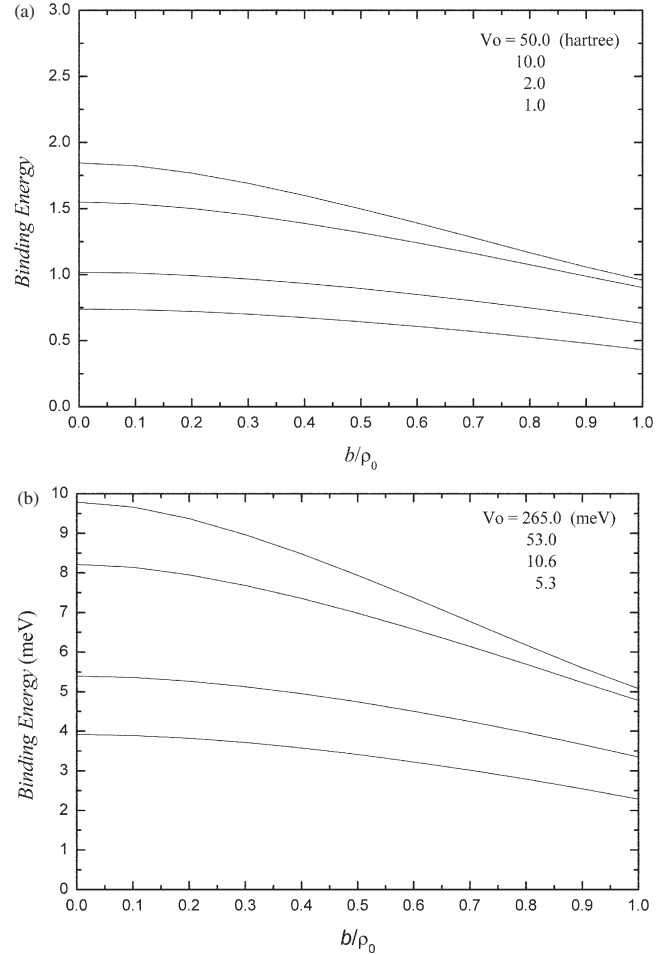 (a)
3.0
2.5
2.0
1.5
1.0
0.5
0.0
Binding Energy
Vo = 50.0 (hartree)
10.0
2.0
1.0
0.0 0.1 0.2 0.3 0.4 0.5 0.6 0.7 0.8 0.9 1.0
b/ρ₀
(b)
10
9
8
7
6
5
4
3
2
1
0
Binding Energy (meV)
Vo = 265.0 (meV)
53.0
10.6
5.3
0.0 0.1 0.2 0.3 0.4 0.5 0.6 0.7 0.8 0.9 1.0
b/ρ₀